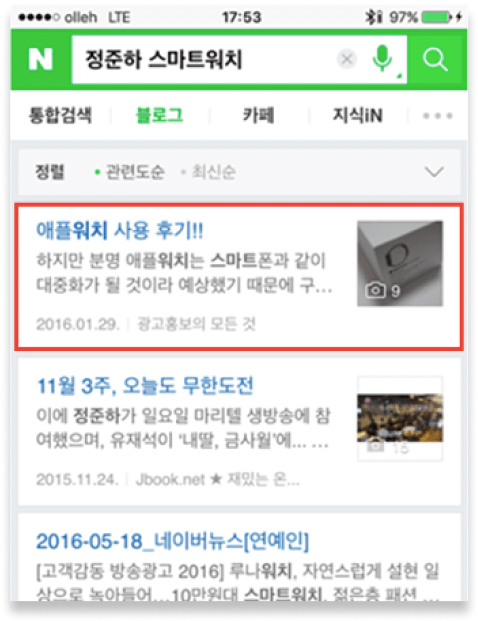 olleh LTE 17:53 97%
N 정준하 스마트워치
통합검색 블로그 카페 지식iN
정렬 관련도순 최신순
애플워치 사용 후기!!
하지만 분명 애플워치는 스마트폰과 같이
대중화가 될 것이라 예상했기 때문에 구...
9
2016.01.29. 광고홍보의 모든 것
11월 3주, 오늘도 무한도전
이에 정준하가 일요일 마리텔 생방송에 참
여했으며, 유재석이 '내딸, 금사월'에... ...
15
2015.11.24. Jbook.net ★ 재밌는 온...
2016-05-18_네이버뉴스[연예인]
[고객감동 방송광고 2016] 루나워치, 자연스럽게 설현 일
상으로 녹아들어...10만원대 스마트워치, 젊은층 패션 ...